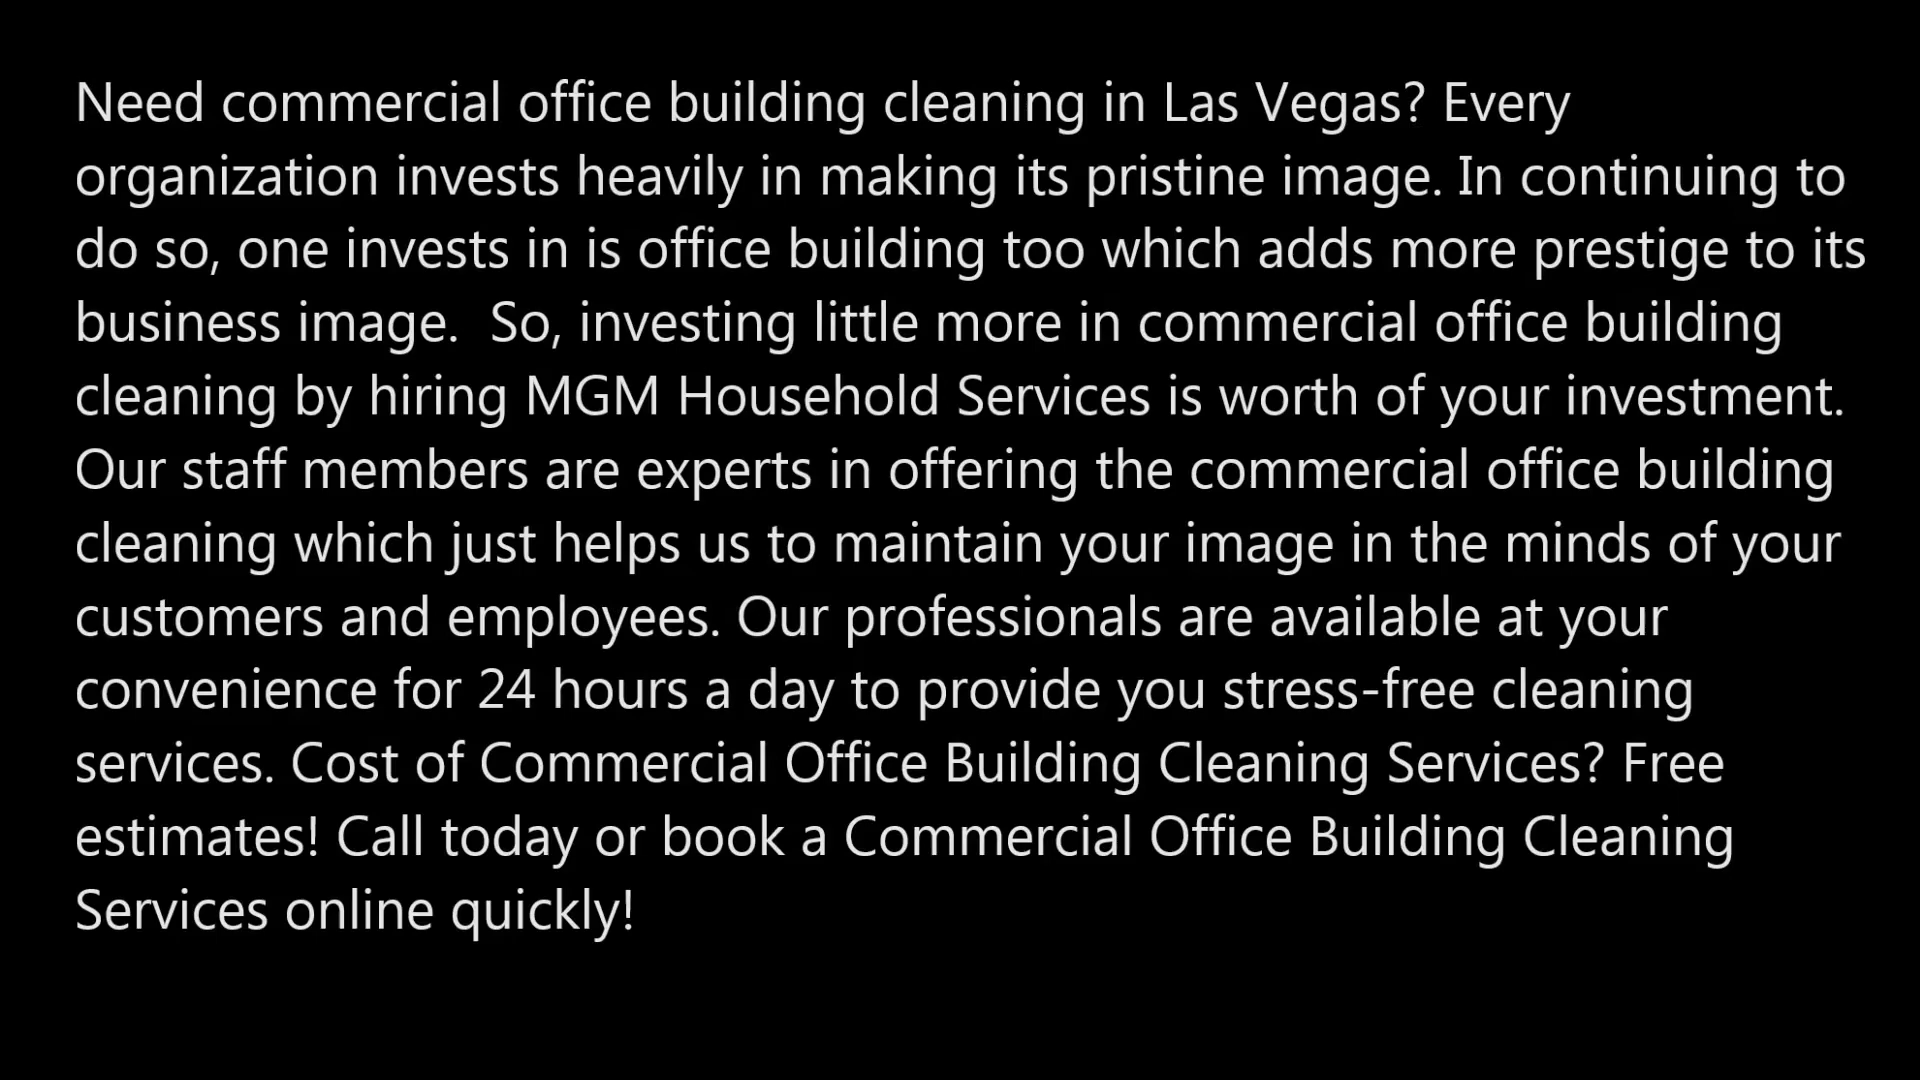 Need commercial office building cleaning in Las Vegas? Every
organization invests heavily in making its pristine image. In continuing to
do so, one invests in is office building too which adds more prestige to its
business image.  So, investing little more in commercial office building
cleaning by hiring MGM Household Services is worth of your investment.
Our staff members are experts in offering the commercial office building
cleaning which just helps us to maintain your image in the minds of your
customers and employees. Our professionals are available at your
convenience for 24 hours a day to provide you stress-free cleaning
services. Cost of Commercial Office Building Cleaning Services? Free
estimates! Call today or book a Commercial Office Building Cleaning
Services online quickly!